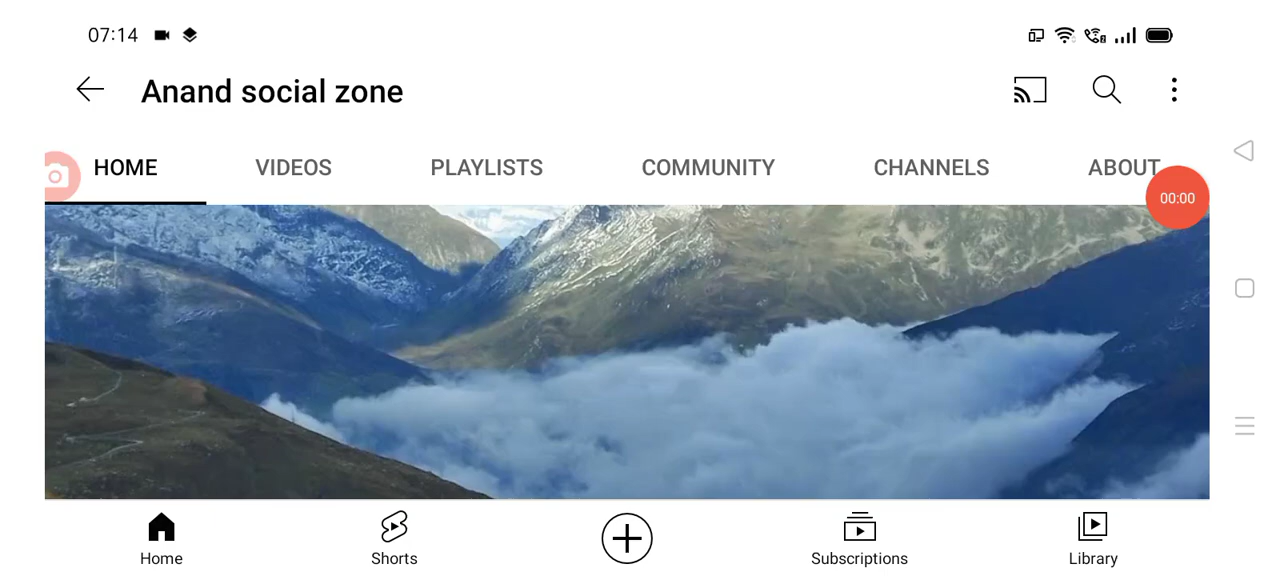 07:14
Anand social zone
HOME VIDEOS PLAYLISTS COMMUNITY CHANNELS ABOUT
00:00
Home Shorts Subscriptions Library